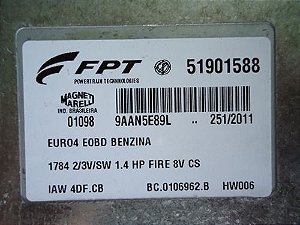 FPT 51901588
POWERTRAIN TECHNOLOGIES
MAGNETI
MARELLI
IND. BRASILEIRA
01098 9AAN5E89L .. 251/2011
EURO4 EOBD BENZINA
1784 2/3V/SW 1.4 HP FIRE 8V CS
IAW 4DF.CB BC.0106962.B HW006